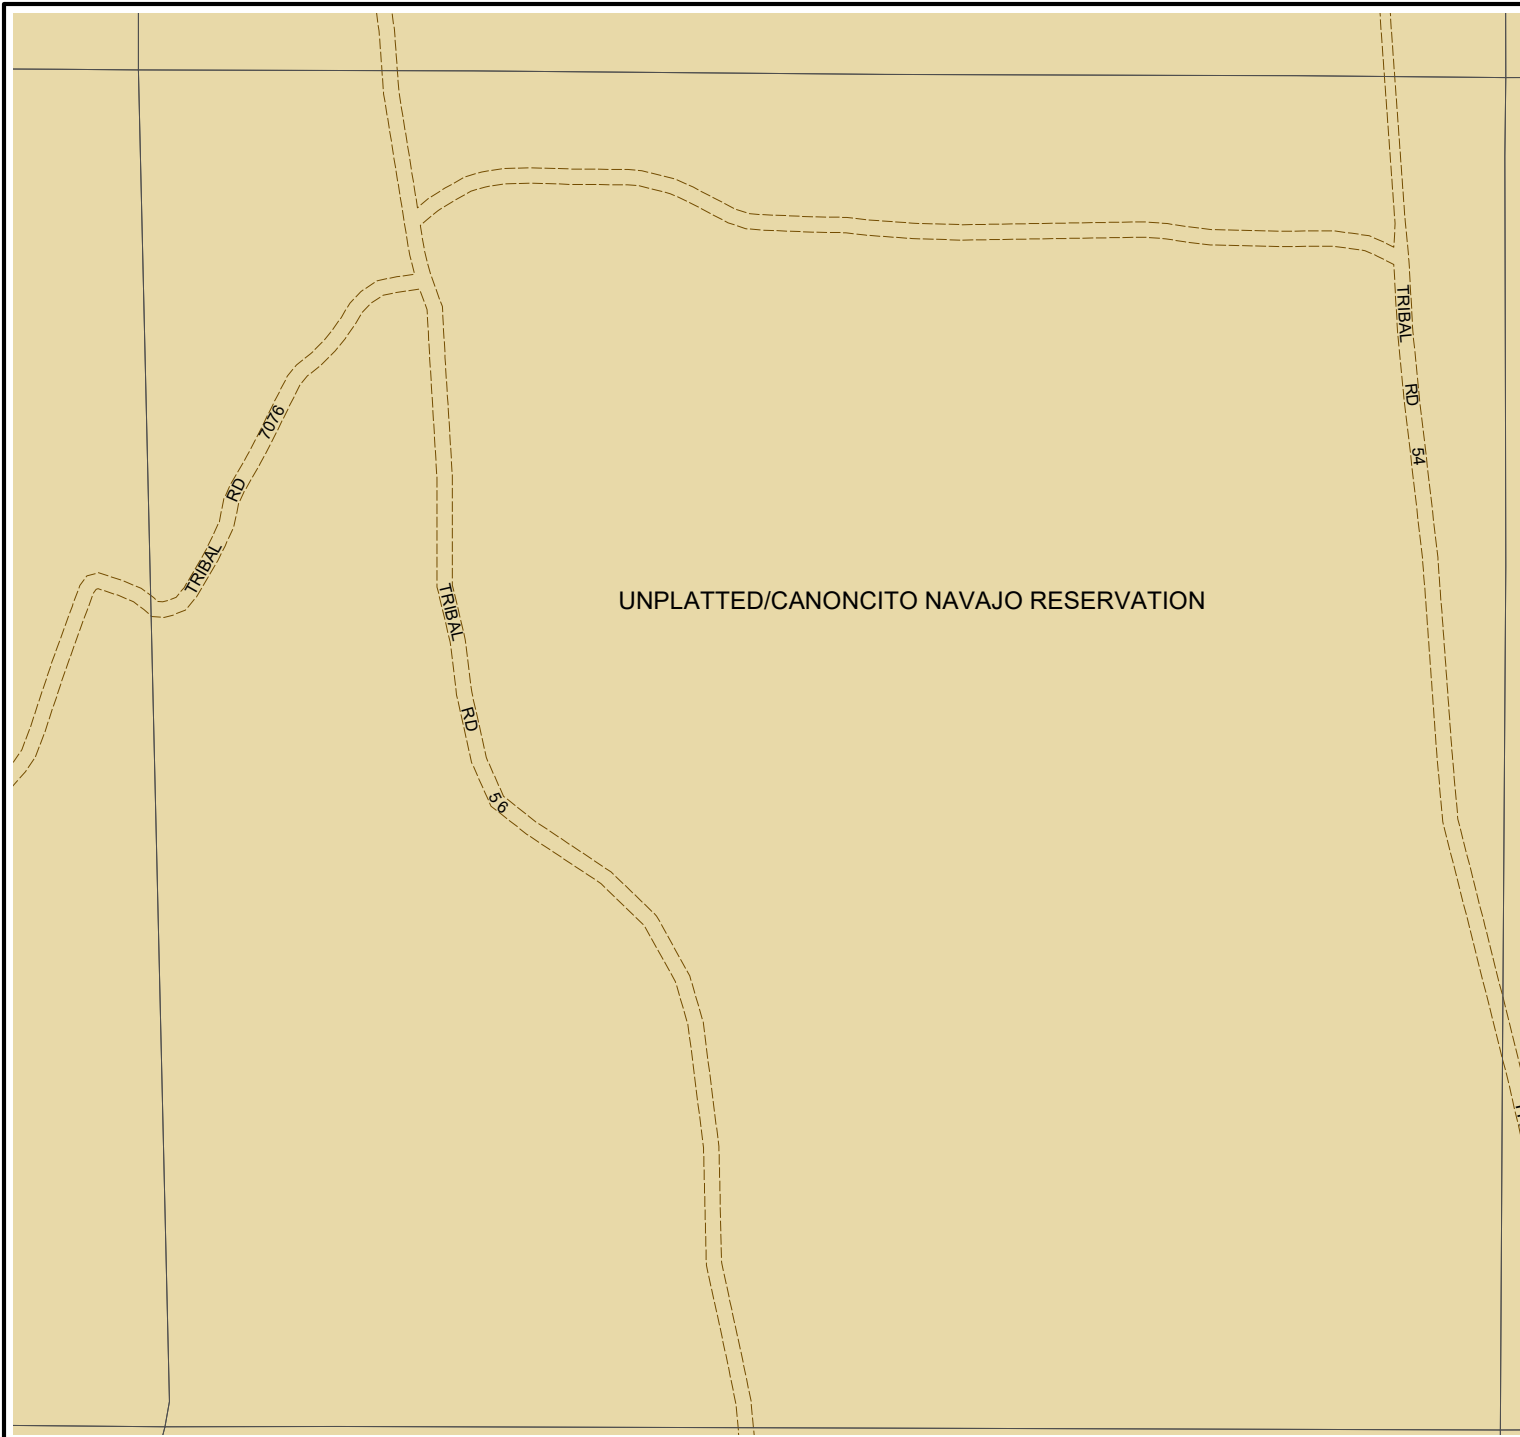 TRIBAL RD 54
TRIBAL RD 7076
TRIBAL RD 56
UNPLATTED/CANONCITO NAVAJO RESERVATION